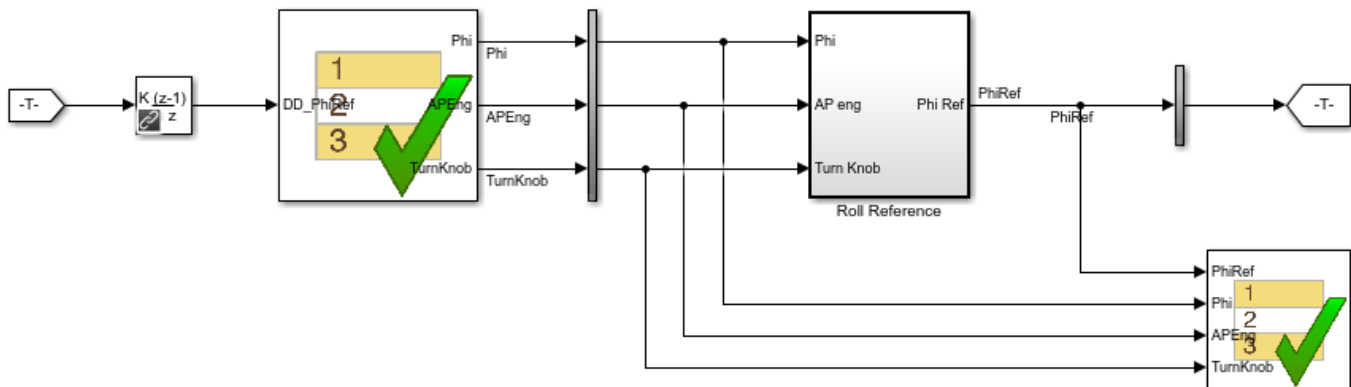 -T-
K (z-1)
z
DD_PhiRef
1
2
3
Phi
APEng
TurnKnob
Phi
APEng
TurnKnob
Phi
AP eng
Turn Knob
Phi Ref
Roll Reference
PhiRef
PhiRef
-T-
PhiRef
Phi
APEng
TurnKnob
1
2
3